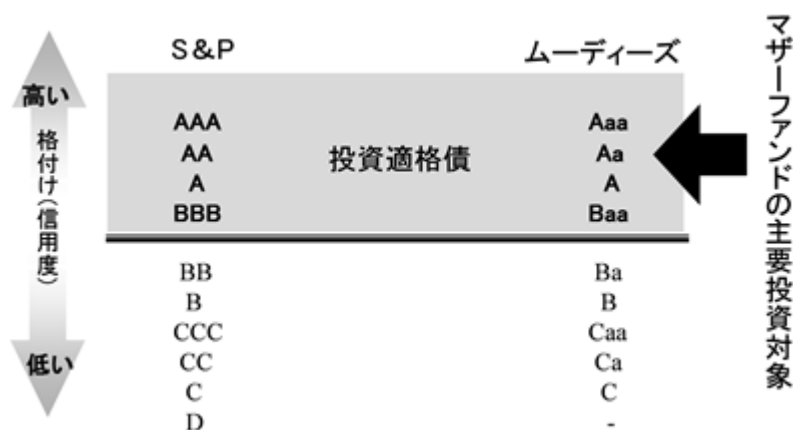 S&P ムーディーズ
高い
格付け(信用度)
低い
AAA Aaa
AA 投資適格債 Aa
A A
BBB Baa
BB Ba
B B
CCC Caa
CC Ca
C C
D -
マザーファンドの主要投資対象